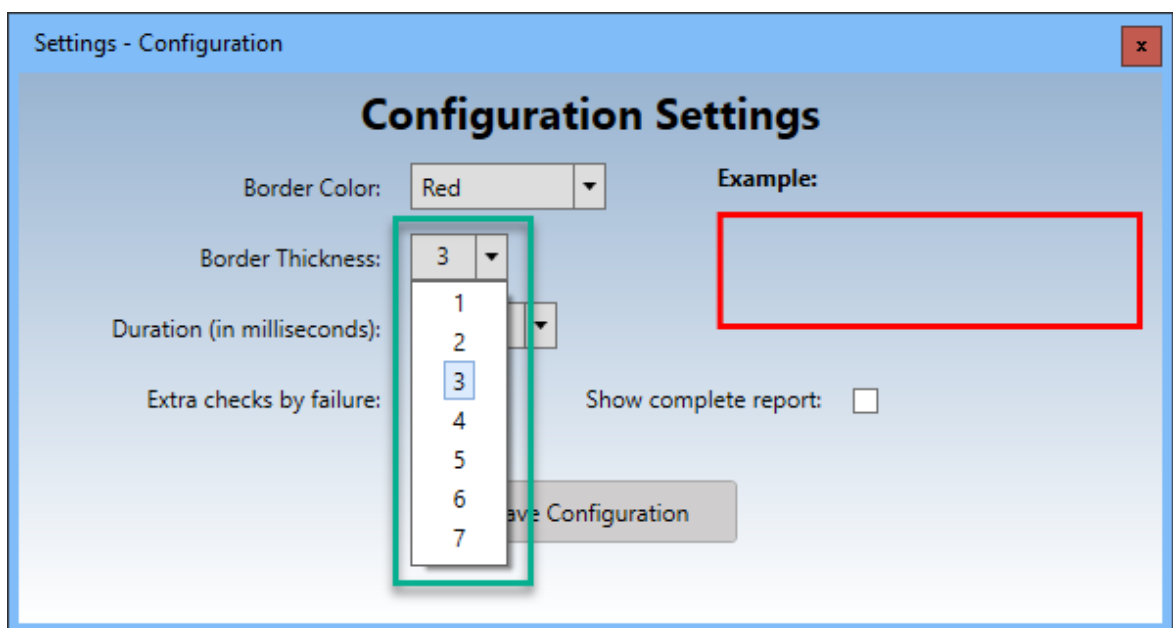 Settings - Configuration
x
Configuration Settings
Border Color:
Red
Example:
Border Thickness:
3
1
2
3
4
5
6
7
Duration (in milliseconds):
Extra checks by failure:
Show complete report:
Configuration